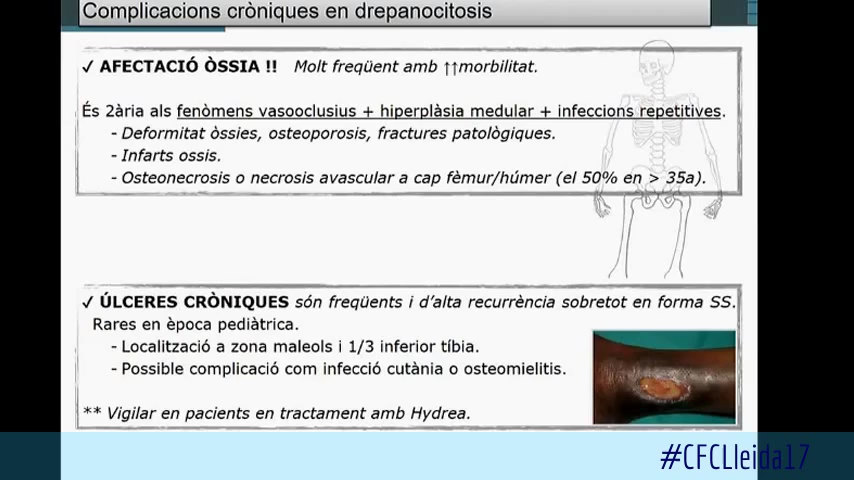 Complicacions cròniques en drepanocitosis
✓ AFECTACIÓ ÒSSIA !! Molt freqüent amb ↑↑morbilitat.
És 2ària als fenòmens vasooclusius + hiperplàsia medular + infeccions repetitives.
- Deformitat òssies, osteoporosis, fractures patològiques.
- Infarts ossis.
- Osteonecrosis o necrosis avascular a cap fèmur/húmer (el 50% en > 35a).
✓ ÚLCERES CRÒNIQUES són freqüents i d'alta recurrència sobretot en forma SS.
Rares en època pediàtrica.
- Localització a zona maleols i 1/3 inferior tíbia.
- Possible complicació com infecció cutània o osteomielitis.
** Vigilar en pacients en tractament amb Hydrea.
#CFCLleida17